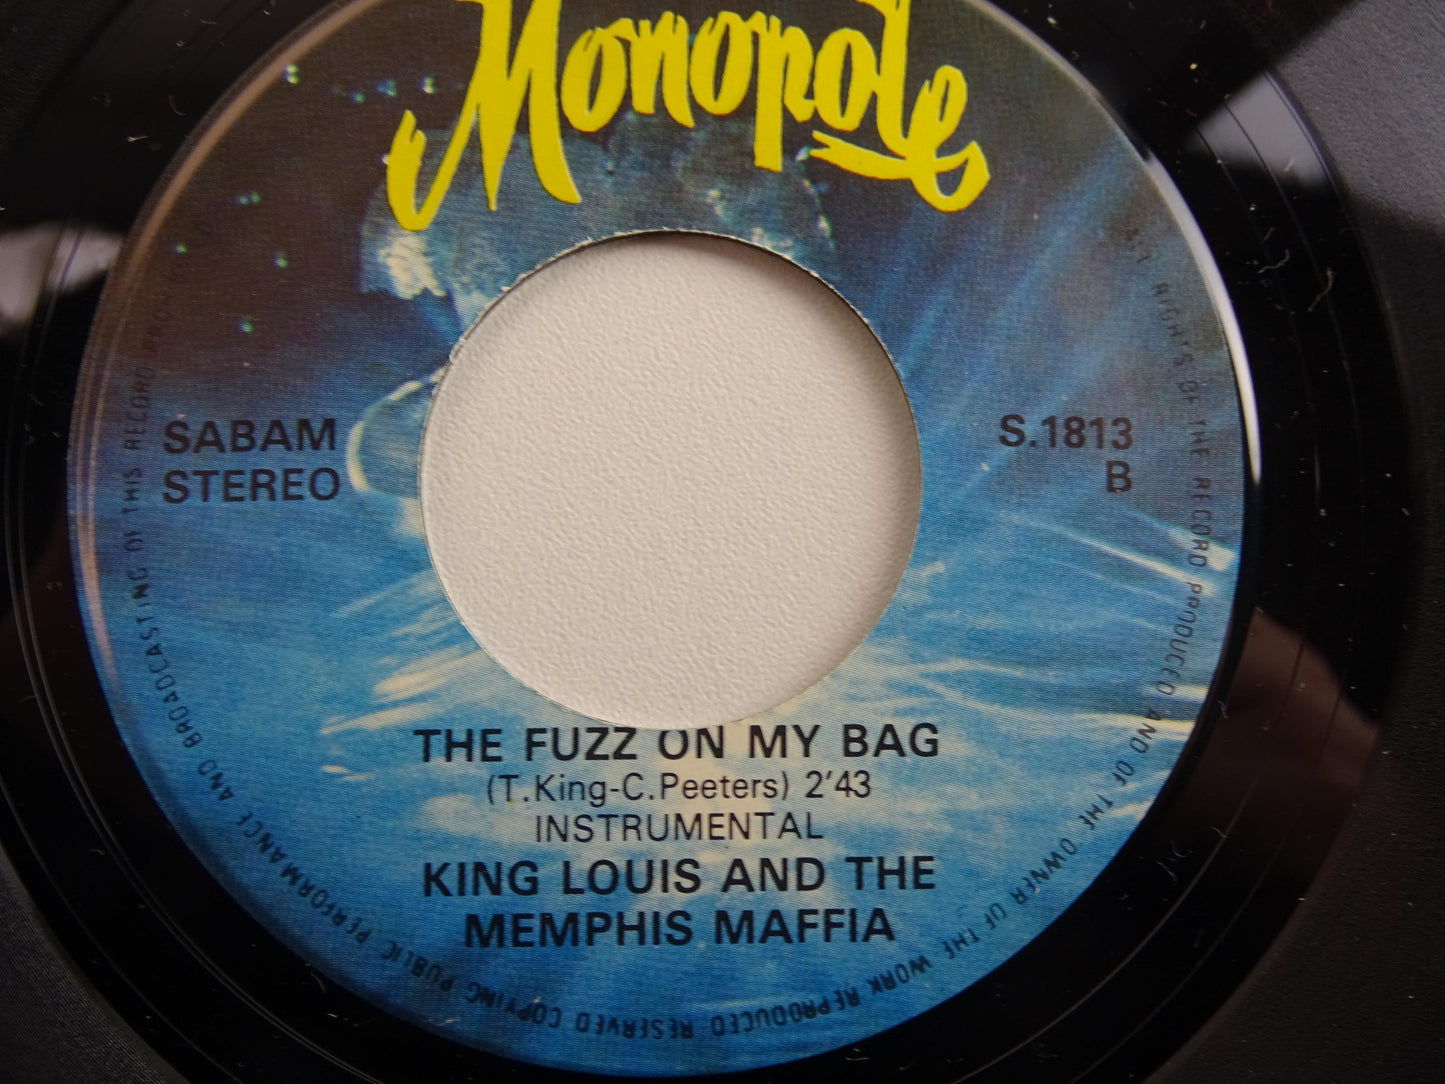 Monopole
SABAM
STEREO
S.1813
B
THE FUZZ ON MY BAG
(T.King-C.Peeters) 2'43
INSTRUMENTAL
KING LOUIS AND THE
MEMPHIS MAFFIA
ALL RIGHTS OF THE RECORD PRODUCED AND OF THE OWNER OF THE WORK REPRODUCED RESERVED COPYING PUBLIC PERFORMANCE AND BROADCASTING OF THIS RECORD